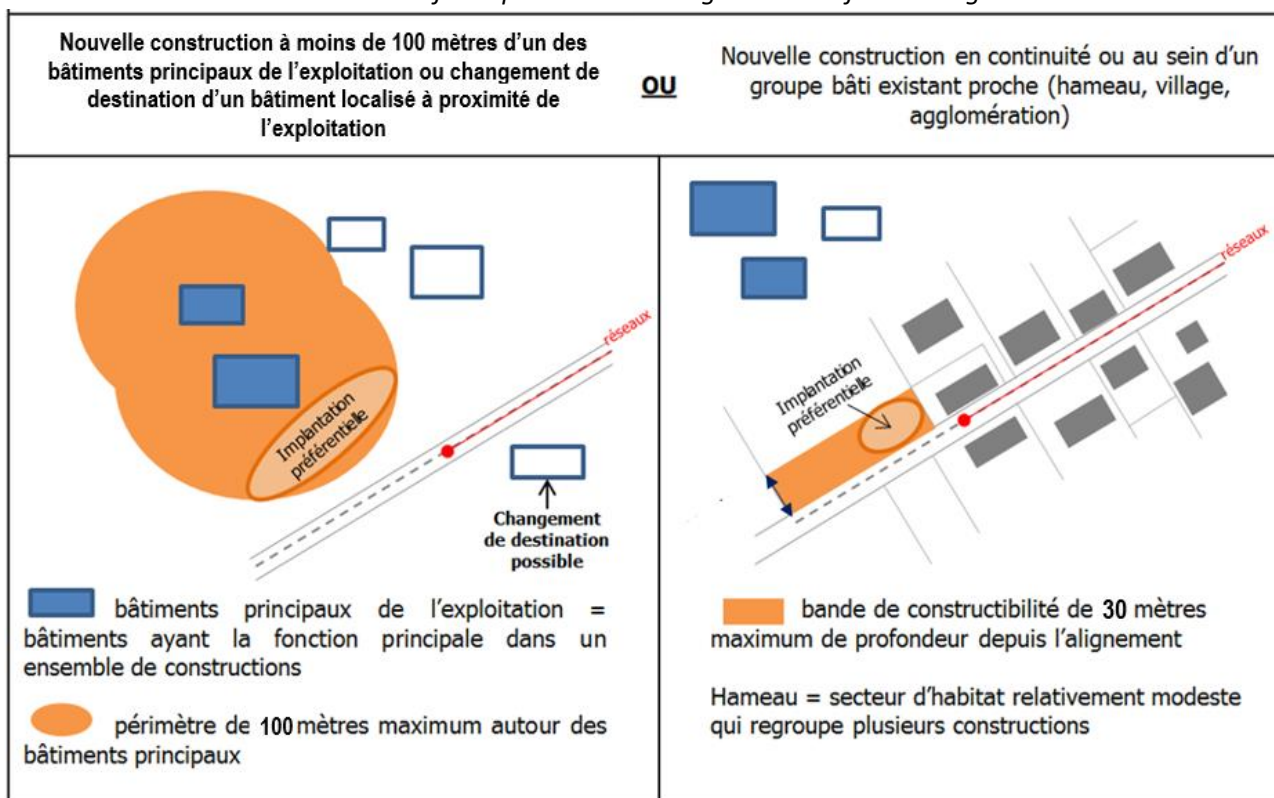 Nouvelle construction à moins de 100 mètres d'un des
bâtiments principaux de l'exploitation ou changement de
destination d'un bâtiment localisé à proximité de
l'exploitation
OU
Nouvelle construction en continuité ou au sein d'un
groupe bâti existant proche (hameau, village,
agglomération)
réseaux
Implantation
préférentielle
Changement
de destination
possible
bâtiments principaux de l'exploitation =
bâtiments ayant la fonction principale dans un
ensemble de constructions
périmètre de 100 mètres maximum autour des
bâtiments principaux
réseaux
Implantation
préférentielle
bande de constructibilité de 30 mètres
maximum de profondeur depuis l'alignement
Hameau = secteur d'habitat relativement modeste
qui regroupe plusieurs constructions